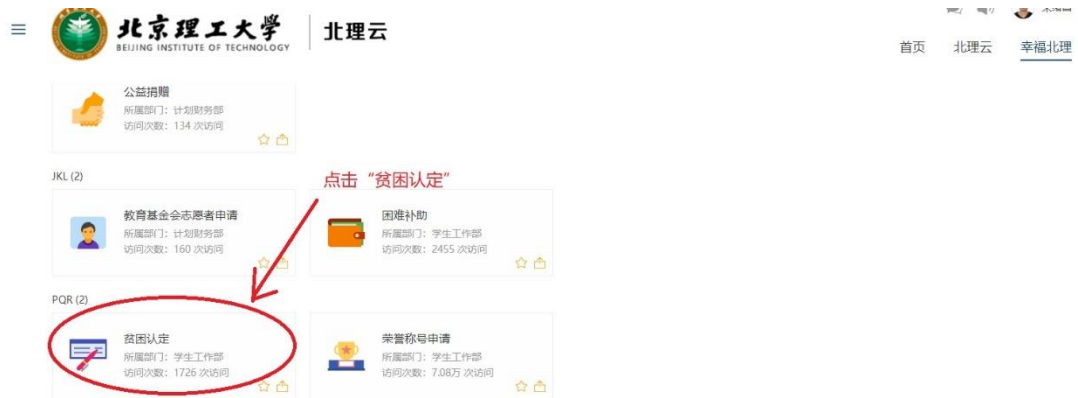 北京理工大学
BEIJING INSTITUTE OF TECHNOLOGY
北理云
首页
北理云
幸福北理
公益捐赠
所属部门：计划财务部
访问次数：134 次访问
JKL (2)
点击“贫困认定”
教育基金会志愿者申请
所属部门：计划财务部
访问次数：160 次访问
困难补助
所属部门：学生工作部
访问次数：2455 次访问
PQR (2)
贫困认定
所属部门：学生工作部
访问次数：1726 次访问
荣誉称号申请
所属部门：学生工作部
访问次数：7.08万 次访问